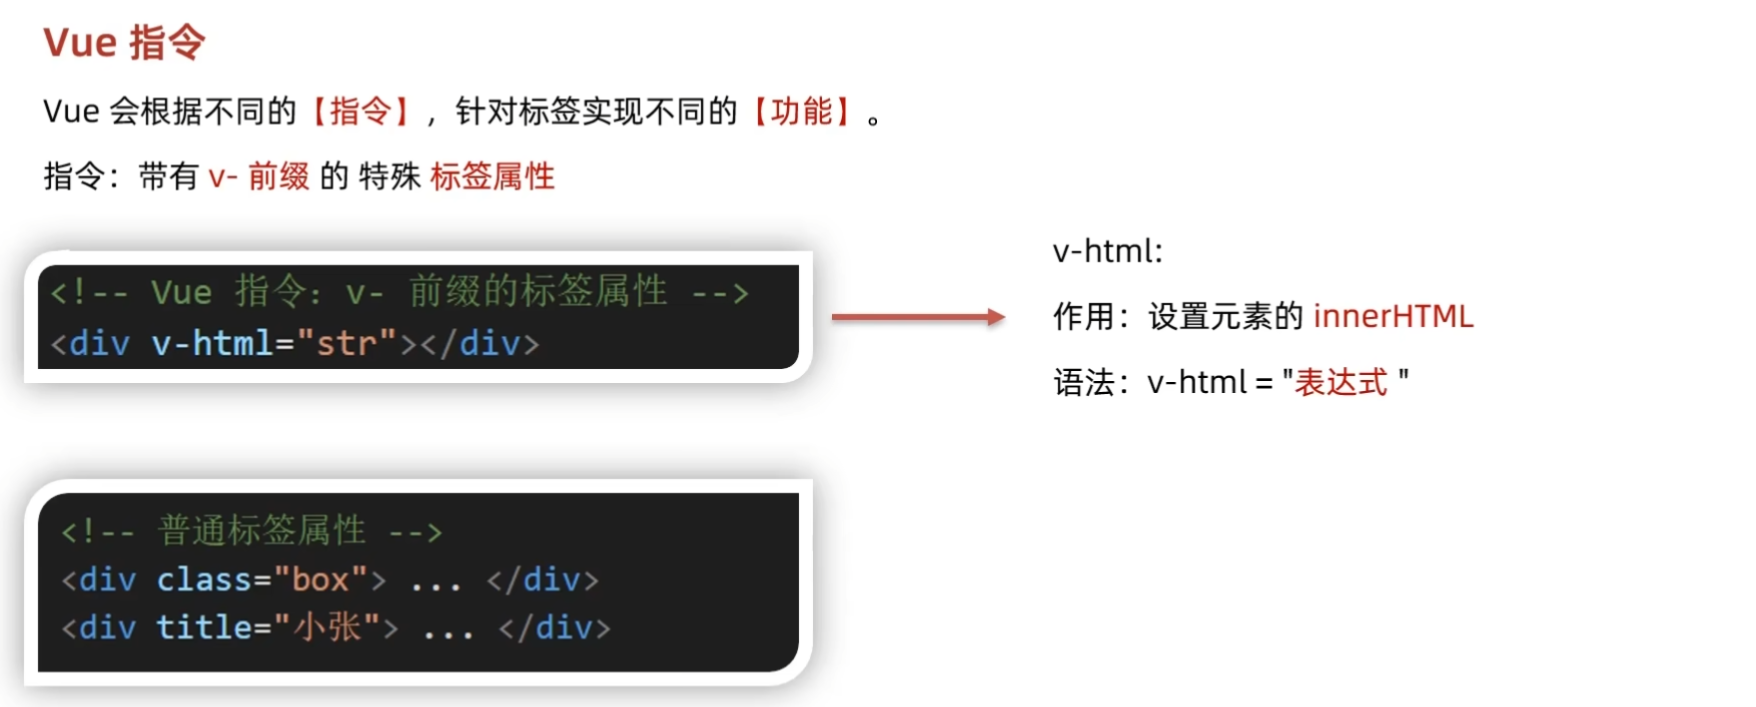 Vue 指令
Vue 会根据不同的【指令】，针对标签实现不同的【功能】。
指令：带有 v- 前缀 的 特殊 标签属性
<!-- Vue 指令: v- 前缀的标签属性 -->
<div v-html="str"></div>
v-html:
作用：设置元素的 innerHTML
语法：v-html = "表达式 "
<!-- 普通标签属性 -->
<div class="box"> ... </div>
<div title="小张"> ... </div>